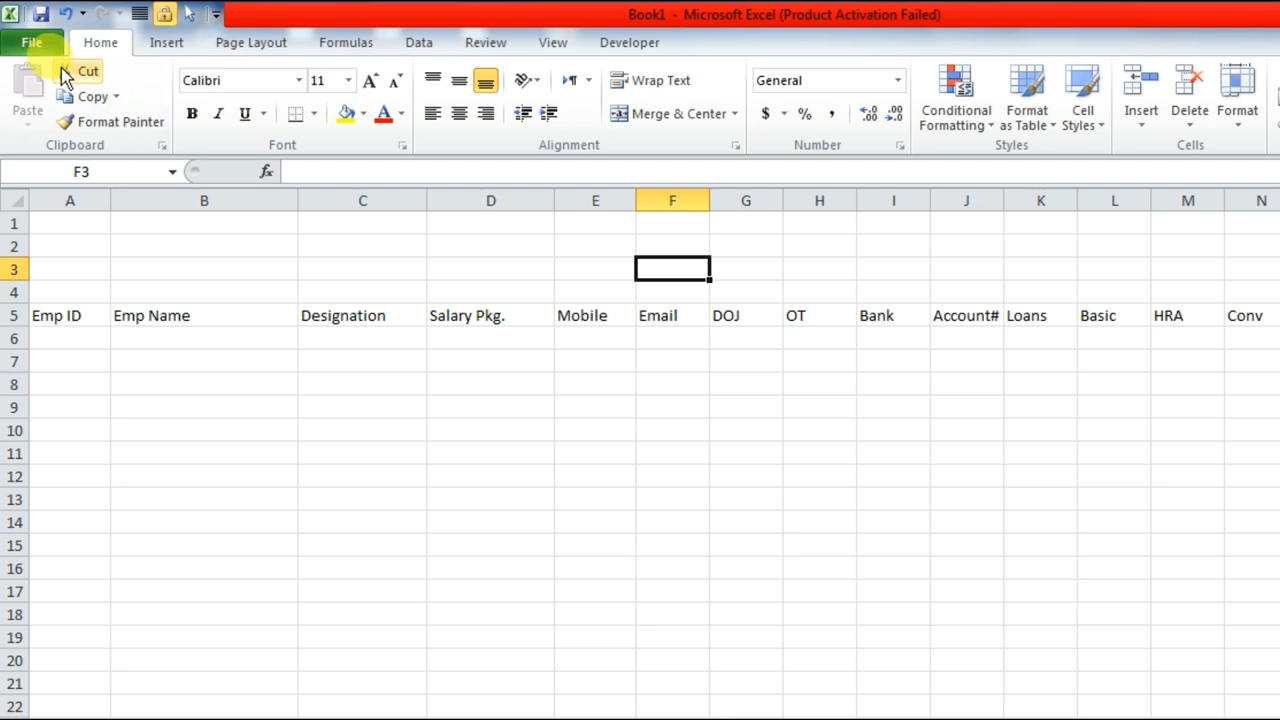 Book1 - Microsoft Excel (Product Activation Failed)
File Home Insert Page Layout Formulas Data Review View Developer
Cut
Copy
Format Painter
Paste
Clipboard
Calibri 11
B I U A
Font
Wrap Text
Merge & Center
Alignment
General
$ % ,
Number
Conditional Formatting
Format as Table
Cell Styles
Styles
Insert Delete Format
Cells
F3 fx
A B C D E F G H I J K L M N
1
2
3
4
5 Emp ID Emp Name Designation Salary Pkg. Mobile Email DOJ OT Bank Account# Loans Basic HRA Conv
6
7
8
9
10
11
12
13
14
15
16
17
18
19
20
21
22